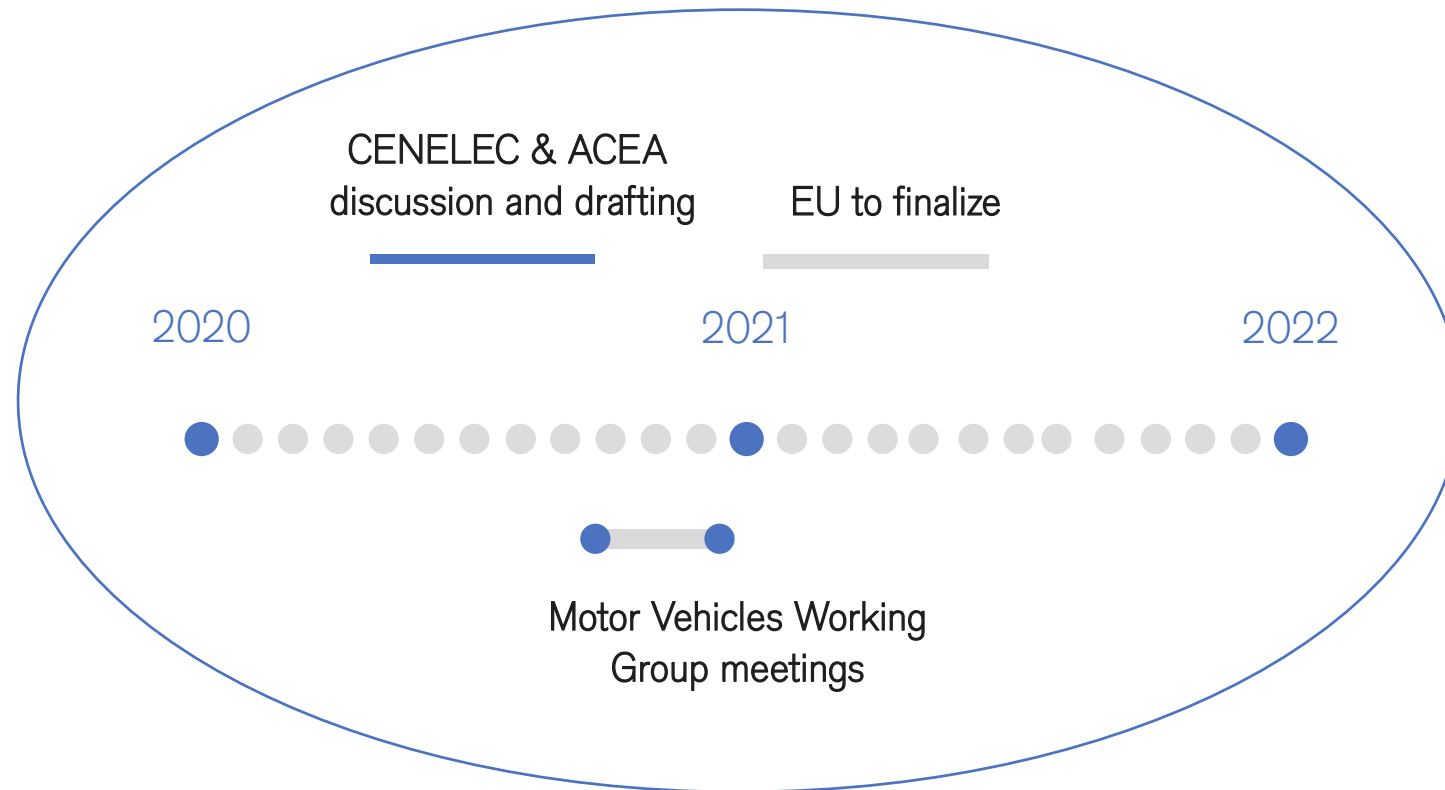 CENELEC & ACEA
discussion and drafting
EU to finalize
2020
2021
2022
Motor Vehicles Working
Group meetings